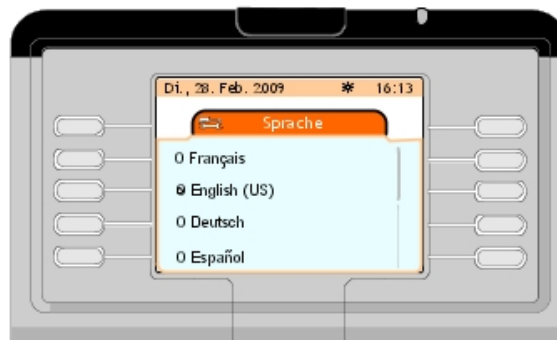 Di., 28. Feb. 2009 16:13
Sprache
Français
English (US)
Deutsch
Español